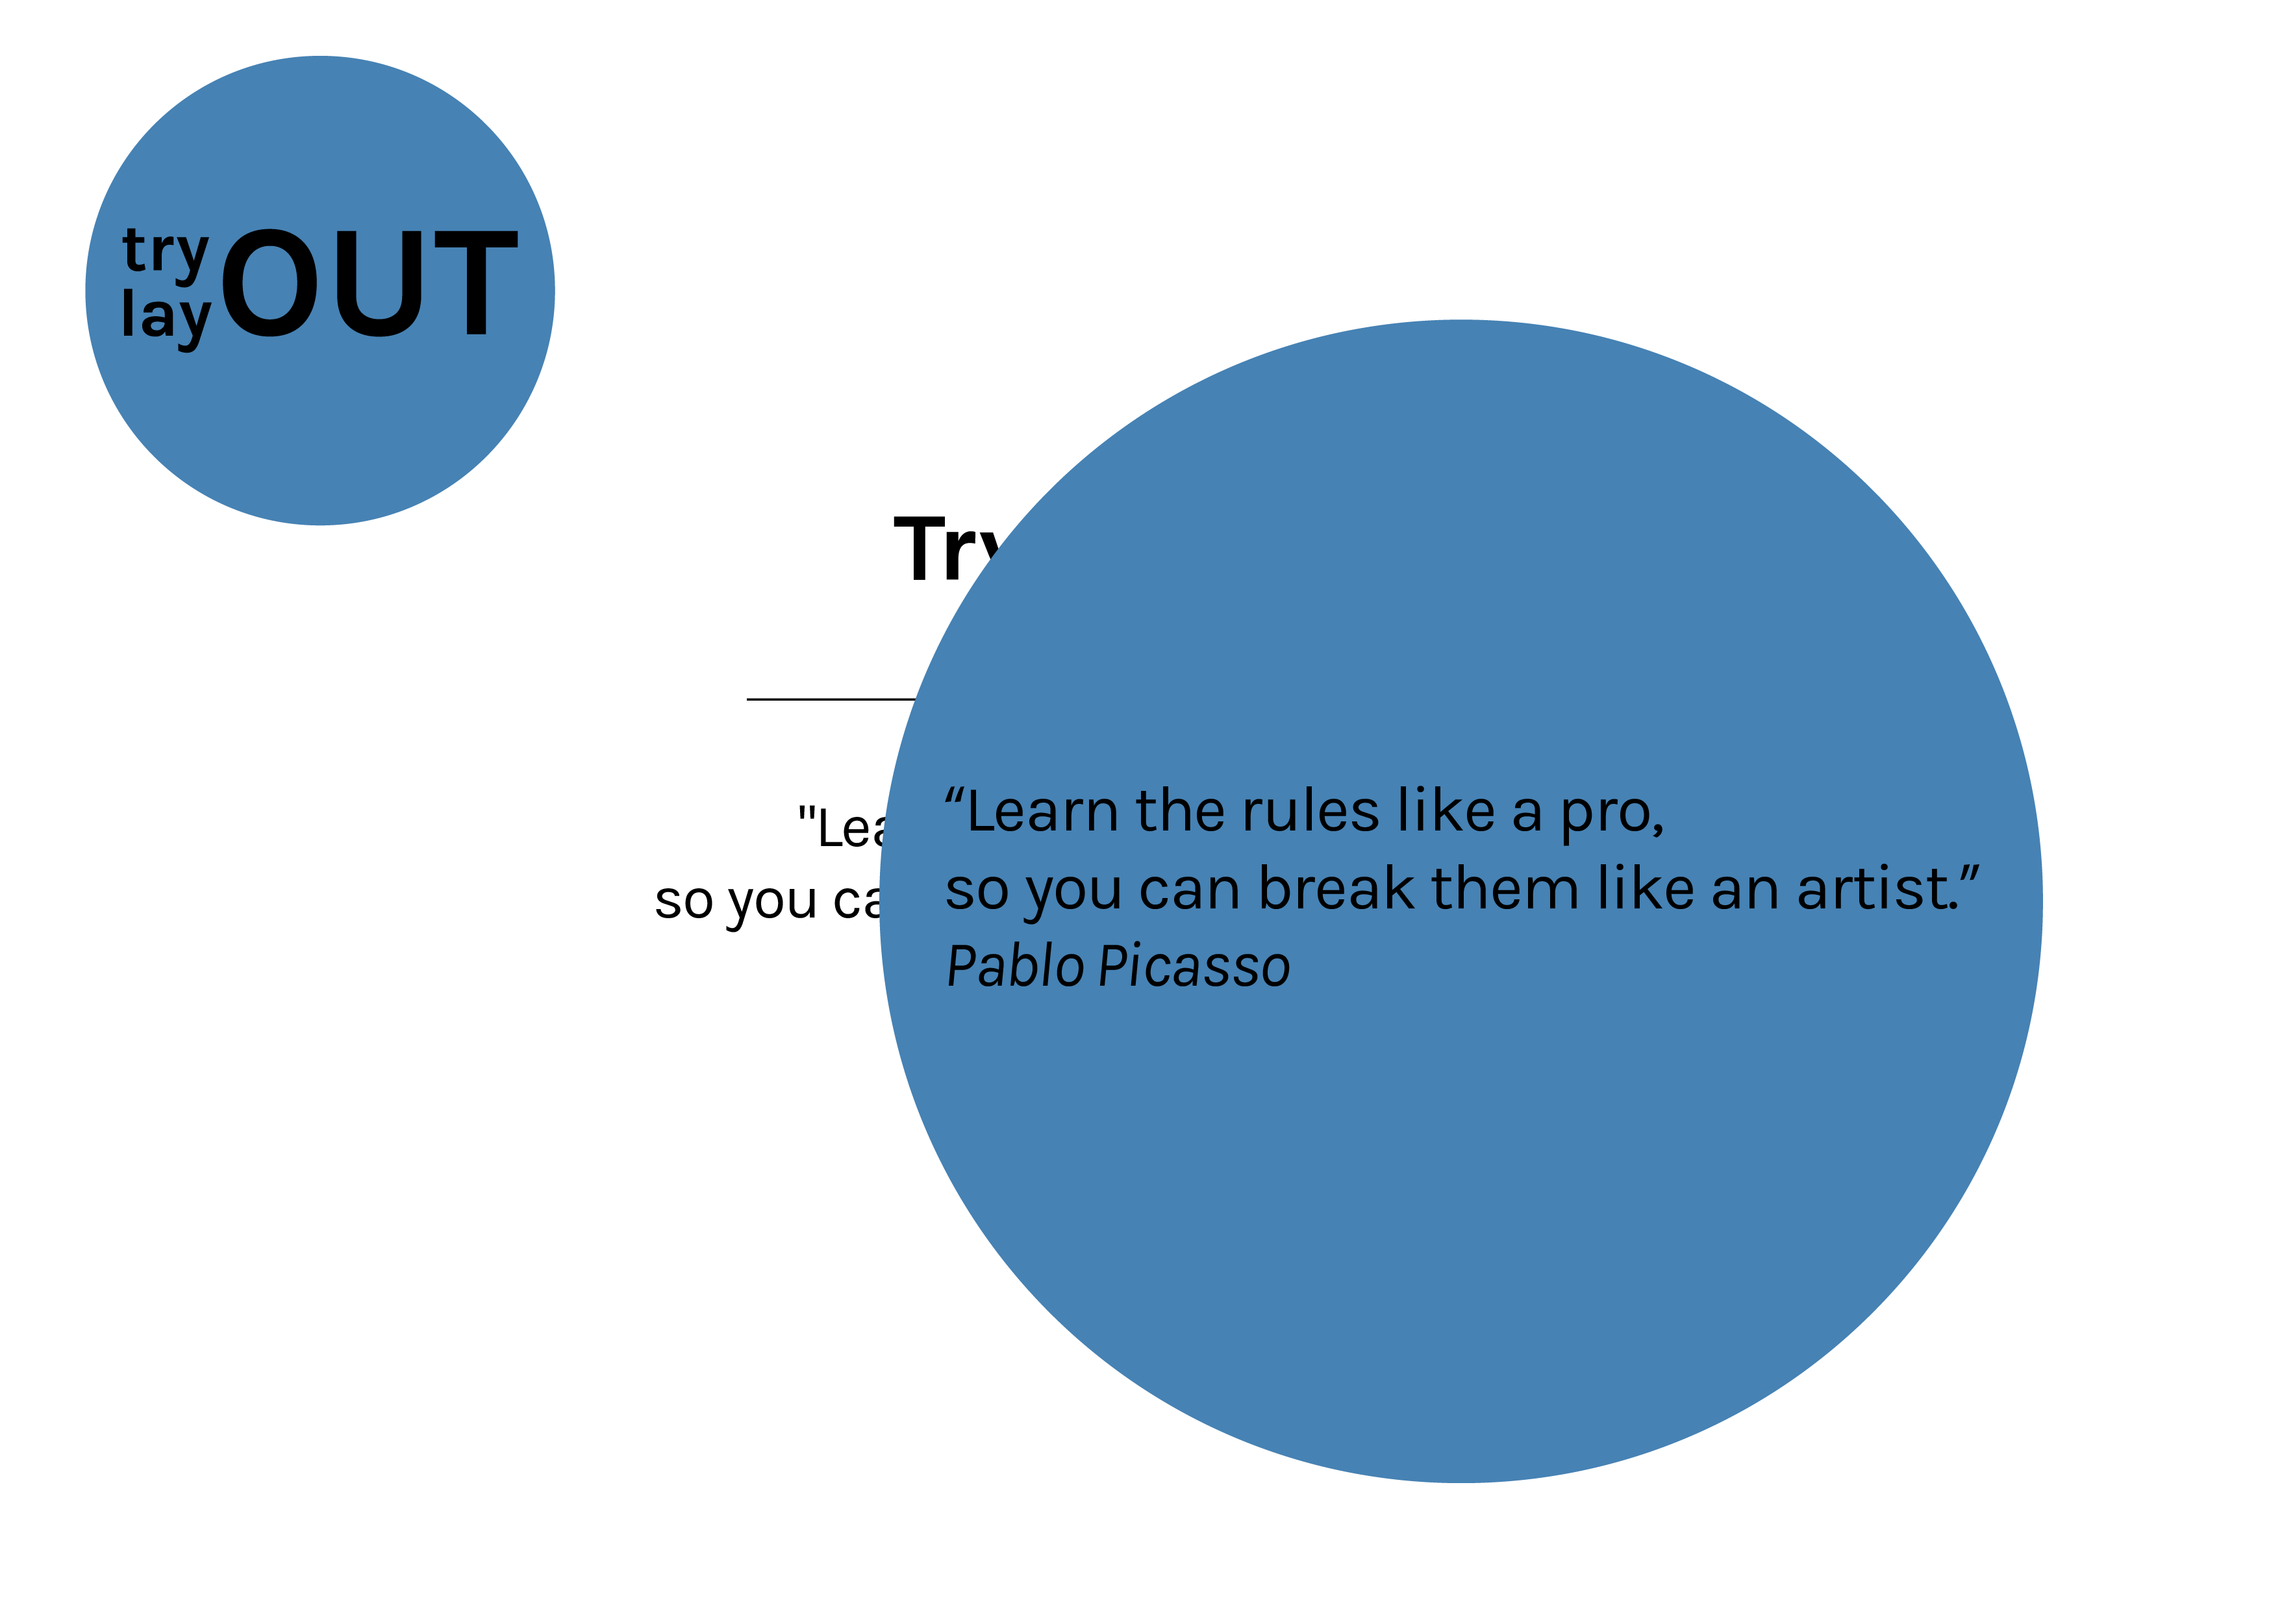 try
lay OUT
Try
"Lea
so you ca
“Learn the rules like a pro,
so you can break them like an artist.”
Pablo Picasso